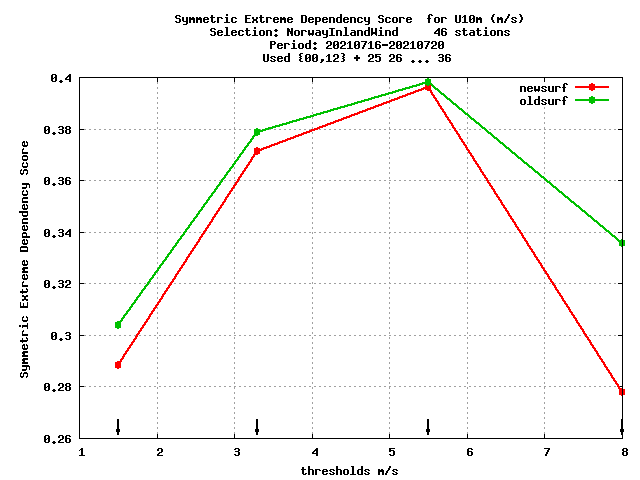 Symmetric Extreme Dependency Score  for U10m (m/s)
Selection: NorwayInlandWind     46 stations
Period: 20210716-20210720
Used {00,12} + 25 26 ... 36
newsurf
oldsurf
Symmetric Extreme Dependency Score
0.4
0.38
0.36
0.34
0.32
0.3
0.28
0.26
1 2 3 4 5 6 7 8
thresholds m/s